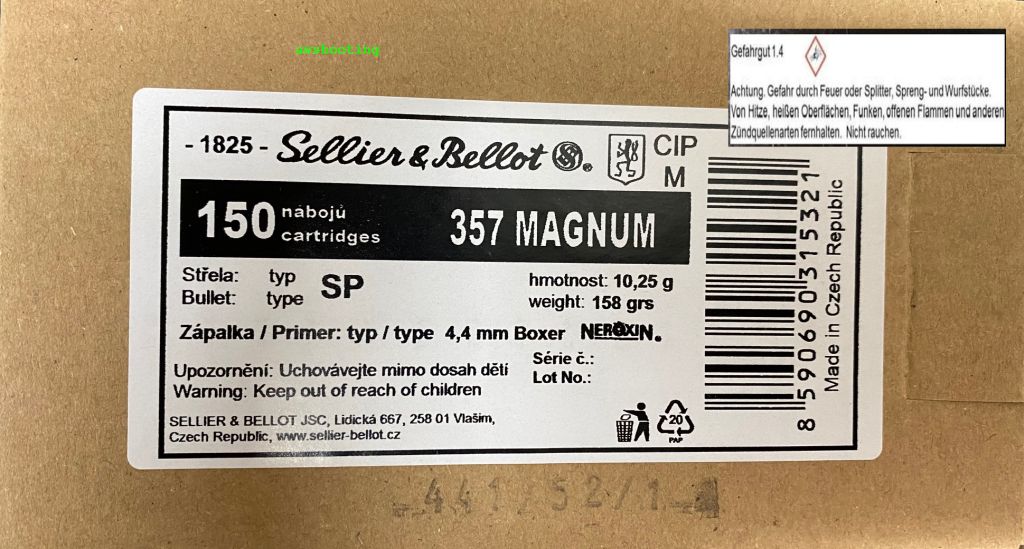 awshooting
Gefahrgut 1.4
Achtung. Gefahr durch Feuer oder Splitter, Spreng- und Wurfstücke.
Von Hitze, heißen Oberflächen, Funken, offenen Flammen und anderen
Zündquellenarten fernhalten. Nicht rauchen.
- 1825 - Sellier & Bellot S&B®.
CIP
M
150 nábojů
cartridges
357 MAGNUM
Střela: typ SP
Bullet: type
hmotnost: 10,25 g
weight: 158 grs
Zápalka / Primer: typ / type 4,4 mm Boxer NEROXIN.
Upozornění: Uchovávejte mimo dosah dětí
Warning: Keep out of reach of children
Série č.:
Lot No.:
SELLIER & BELLOT JSC, Lidická 667, 258 01 Vlašim,
Czech Republic, www.sellier-bellot.cz
20
PAP
8 590690 315321
Made in Czech Republic
441/52/1